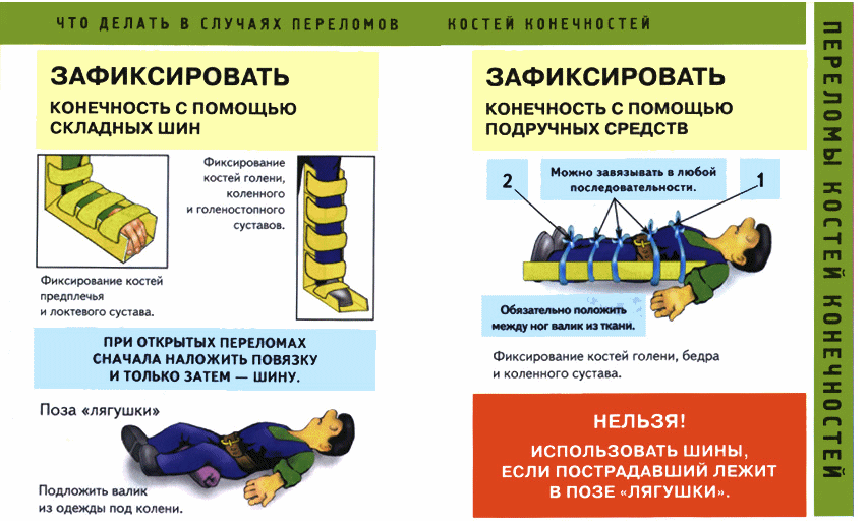 ЧТО ДЕЛАТЬ В СЛУЧАЯХ ПЕРЕЛОМОВ КОСТЕЙ КОНЕЧНОСТЕЙ
ЗАФИКСИРОВАТЬ
КОНЕЧНОСТЬ С ПОМОЩЬЮ
СКЛАДНЫХ ШИН
Фиксирование
костей голени,
коленного
и голеностопного
суставов.
Фиксирование костей
предплечья
и локтевого сустава.
ПРИ ОТКРЫТЫХ ПЕРЕЛОМАХ
СНАЧАЛА НАЛОЖИТЬ ПОВЯЗКУ
И ТОЛЬКО ЗАТЕМ — ШИНУ.
Поза «лягушки»
Подложить валик
из одежды под колени.
ЗАФИКСИРОВАТЬ
КОНЕЧНОСТЬ С ПОМОЩЬЮ
ПОДРУЧНЫХ СРЕДСТВ
2
Можно завязывать в любой
последовательности.
1
Обязательно положить
между ног валик из ткани.
Фиксирование костей голени, бедра
и коленного сустава.
НЕЛЬЗЯ!
ИСПОЛЬЗОВАТЬ ШИНЫ,
ЕСЛИ ПОСТРАДАВШИЙ ЛЕЖИТ
В ПОЗЕ «ЛЯГУШКИ».
ПЕРЕЛОМЫ КОСТЕЙ КОНЕЧНОСТЕЙ